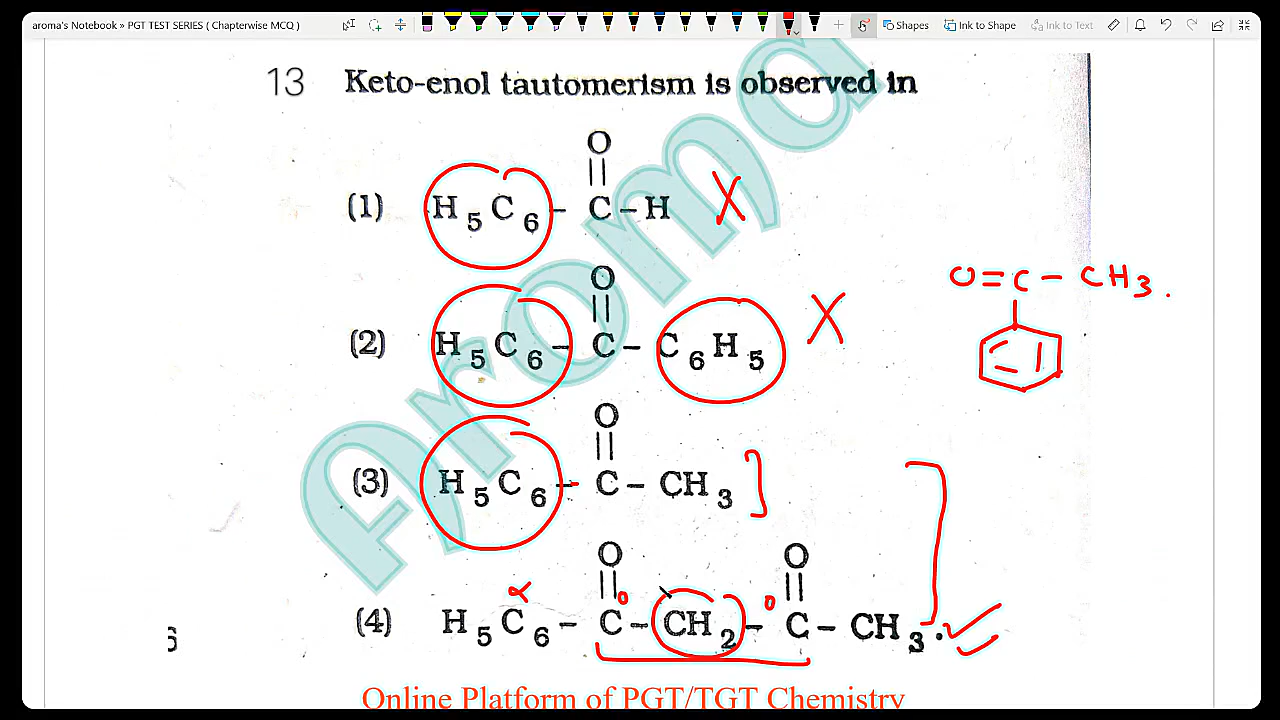 aroma's Notebook » PGT TEST SERIES ( Chapterwise MCQ )
Shapes Ink to Shape Ink to Text
13 Keto-enol tautomerism is observed in
O
||
(1) H5C6 – C – H X
O
||
(2) H5C6 – C – C6H5 X
O=C – CH3.
O
||
(3) H5C6 – C – CH3
O O
|| ||
α
(4) H5C6 – C – CH2 – C – CH3.
Aroma
Online Platform of PGT/TGT Chemistry